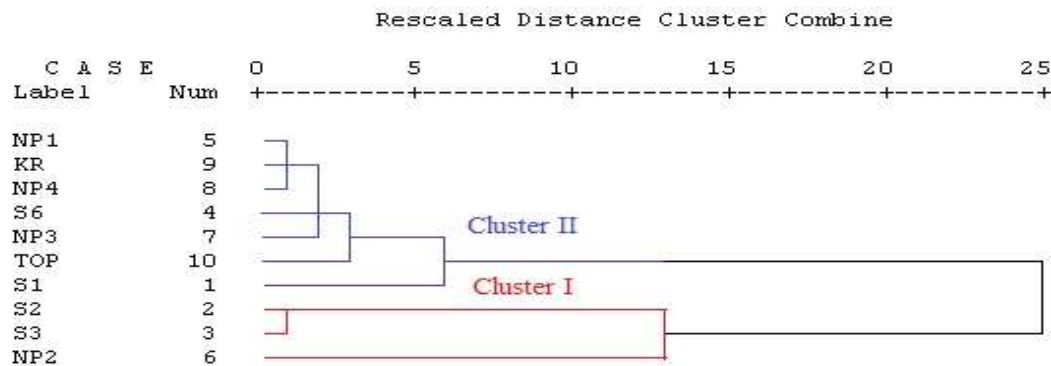 Rescaled Distance Cluster Combine
C A S E 0 5 10 15 20 25
Label Num +---------+---------+---------+---------+---------+
NP1 5
KR 9
NP4 8
S6 4
NP3 7
Cluster II
TOP 10
S1 1
Cluster I
S2 2
S3 3
NP2 6